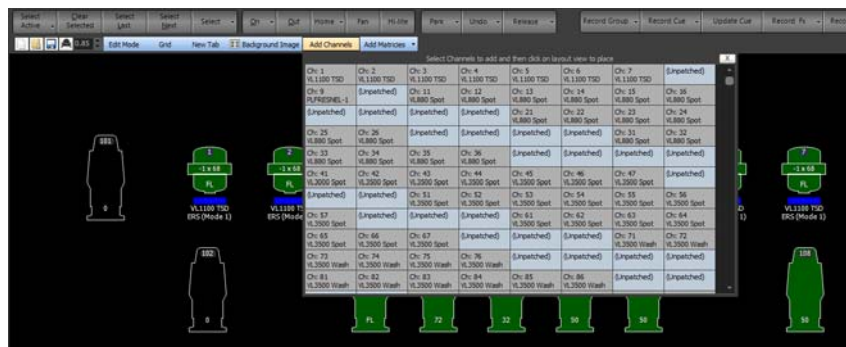 Select Active
Clear Selected
Select Last
Select Next
Select
On
Out
Home
Fan
Hi-lite
Park
Undo
Release
Record Group
Record Cue
Update Cue
Record Fx
0.85
Edit Mode
Grid
New Tab
Background Image
Add Channels
Add Matricies
Select Channels to add and then click on layout view to place
X
Ch: 1 Ch: 2 Ch: 3 Ch: 4 Ch: 5 Ch: 6 Ch: 7 (Unpatched)
VL1100 TSD VL1100 TSD VL1100 TSD VL1100 TSD VL1100 TSD VL1100 TSD VL1100 TSD
Ch: 9 (Unpatched) Ch: 11 Ch: 12 Ch: 13 Ch: 14 Ch: 15 Ch: 16
PLFRESNEL-1 VL880 Spot VL880 Spot VL880 Spot VL880 Spot VL880 Spot VL880 Spot
(Unpatched) (Unpatched) (Unpatched) (Unpatched) Ch: 21 Ch: 22 Ch: 23 Ch: 24
VL880 Spot VL880 Spot VL880 Spot VL880 Spot
Ch: 25 Ch: 26 (Unpatched) (Unpatched) (Unpatched) (Unpatched) Ch: 31 Ch: 32
VL880 Spot VL880 Spot VL880 Spot VL880 Spot
Ch: 33 Ch: 34 Ch: 35 Ch: 36 (Unpatched) (Unpatched) (Unpatched) (Unpatched)
VL880 Spot VL880 Spot VL880 Spot VL880 Spot
Ch: 41 Ch: 42 Ch: 43 Ch: 44 Ch: 45 Ch: 46 Ch: 47 (Unpatched)
VL3000 Spot VL3500 Spot VL3500 Spot VL3500 Spot VL3500 Spot VL3500 Spot VL3500 Spot
(Unpatched) (Unpatched) Ch: 51 Ch: 52 Ch: 53 Ch: 54 Ch: 55 Ch: 56
VL3500 Spot VL3500 Spot VL3500 Spot VL3500 Spot VL3500 Spot VL3500 Spot
Ch: 57 (Unpatched) (Unpatched) (Unpatched) Ch: 61 Ch: 62 Ch: 63 Ch: 64
VL3500 Spot VL3500 Spot VL3500 Spot VL3500 Spot VL3500 Spot
Ch: 65 Ch: 66 Ch: 67 (Unpatched) (Unpatched) (Unpatched) Ch: 71 Ch: 72
VL3500 Spot VL3500 Spot VL3500 Spot VL3500 Wash VL3500 Wash
Ch: 73 Ch: 74 Ch: 75 Ch: 76 (Unpatched) (Unpatched) (Unpatched) (Unpatched)
VL3500 Wash VL3500 Wash VL3500 Wash VL3500 Wash
Ch: 81 Ch: 82 Ch: 83 Ch: 84 Ch: 85 Ch: 86 (Unpatched) (Unpatched)
VL3500 Wash VL3500 Wash VL3500 Wash VL3500 Wash VL3500 Wash VL3500 Wash
101
0
1
-1 x 68
FL
VL1100 TSD
ERS (Mode 1)
2
-1 x 68
FL
7
-1 x 68
FL
VL1100 TSD
ERS (Mode 1)
102
0
FL
72
32
50
50
108
50